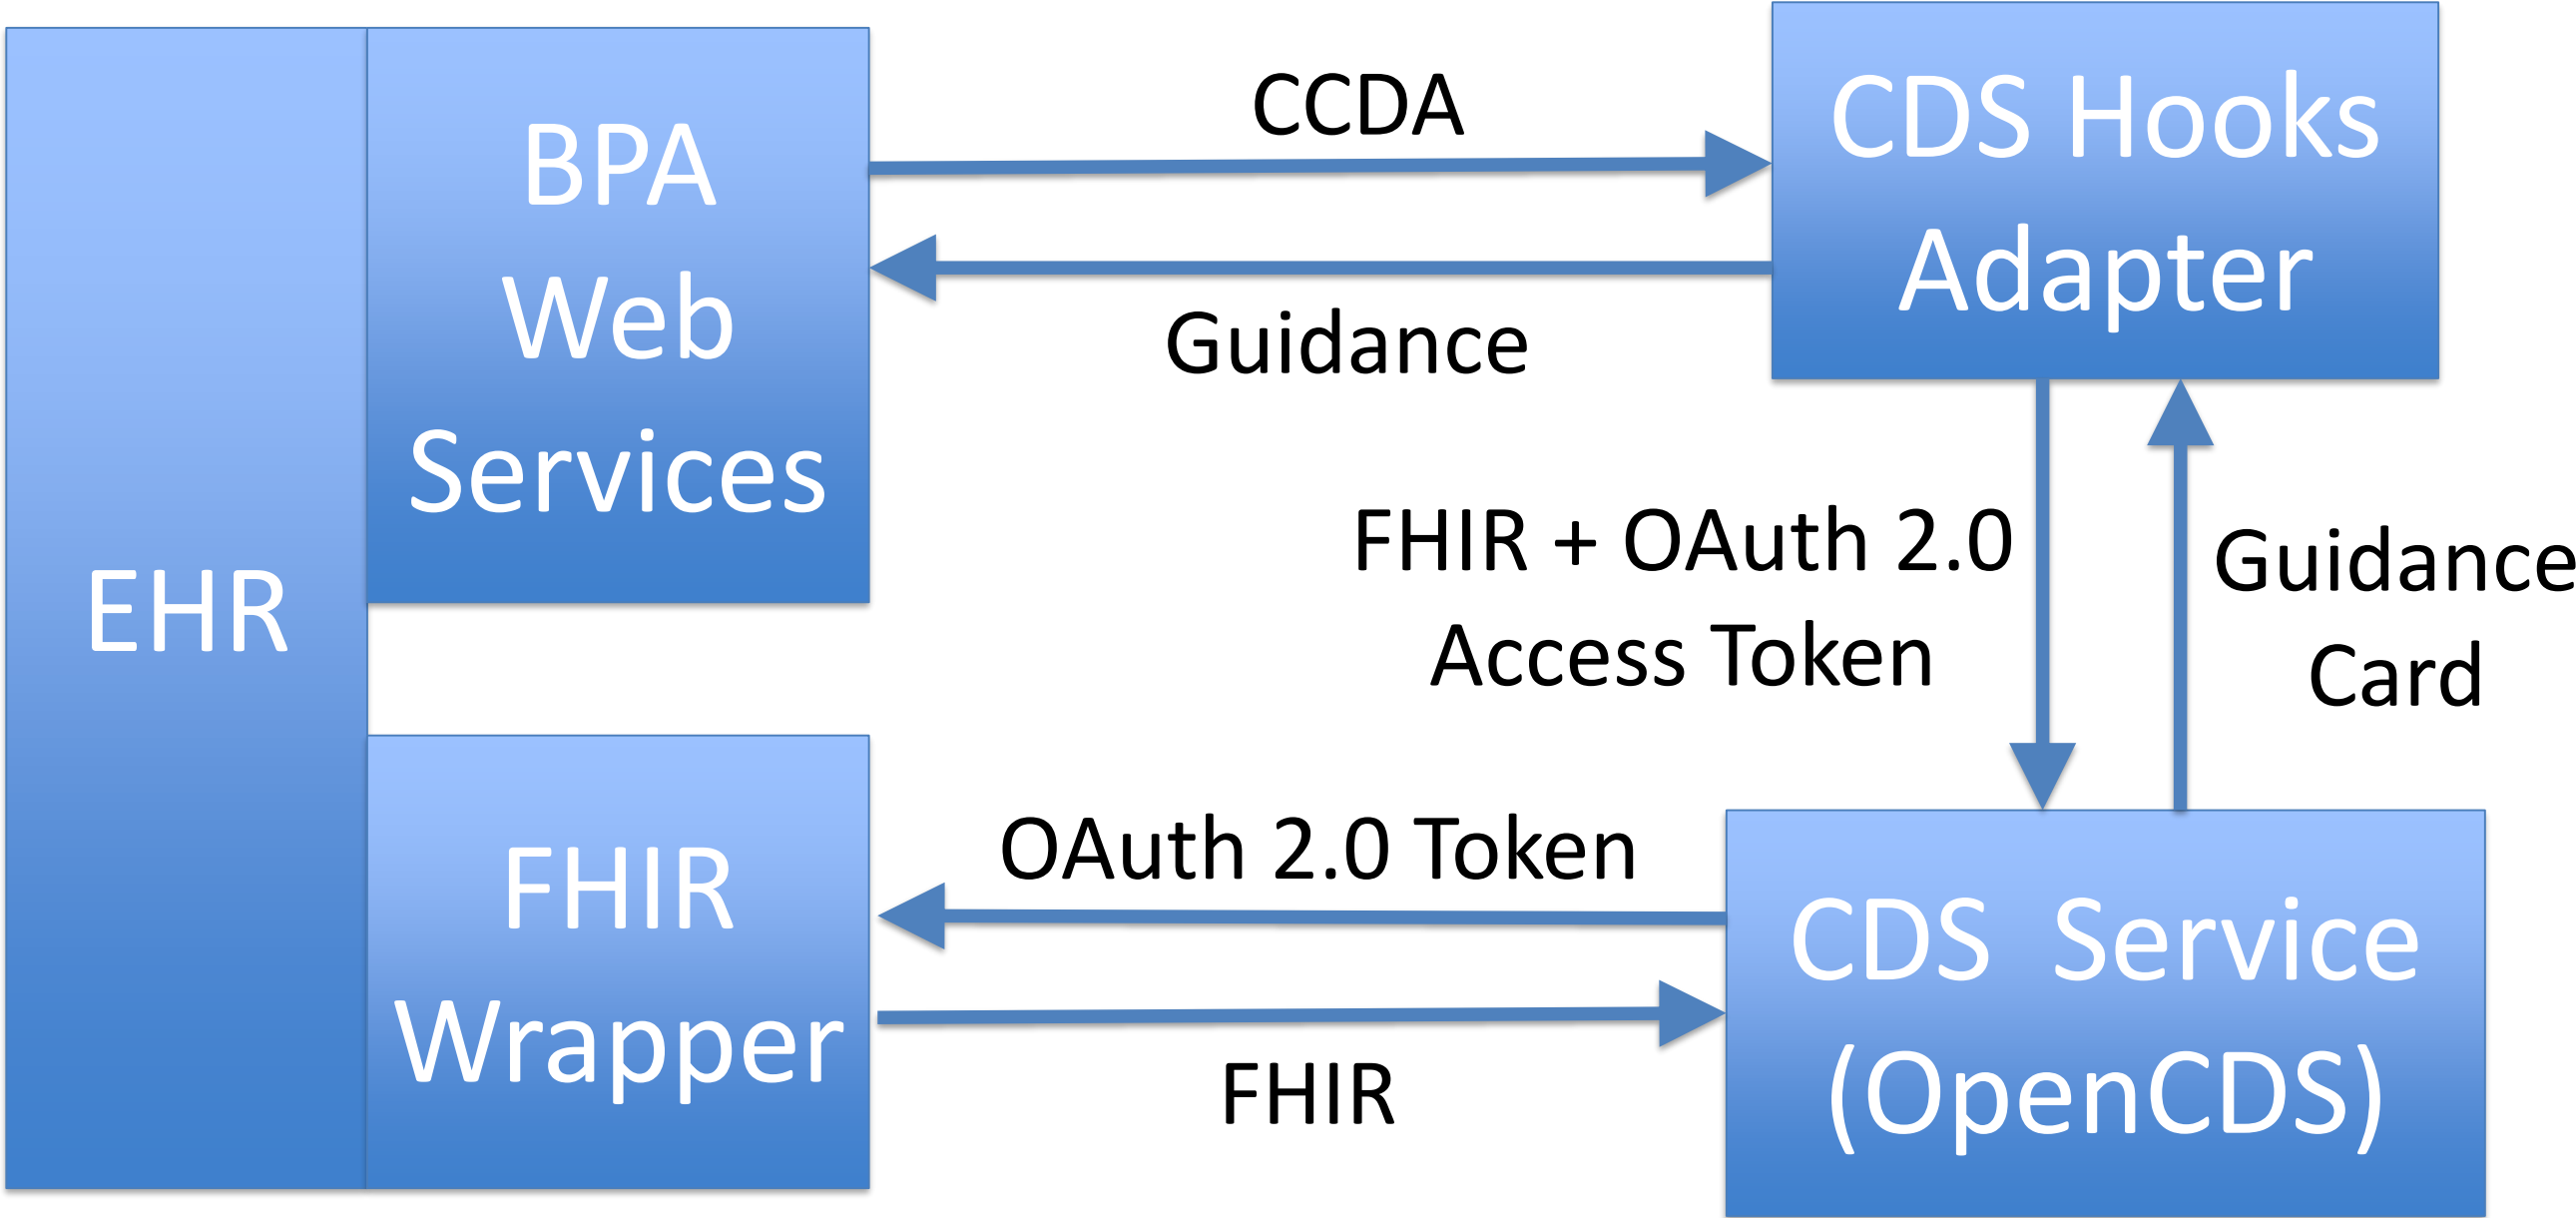 EHR
BPA
Web
Services
CCDA
Guidance
CDS Hooks
Adapter
FHIR + OAuth 2.0
Access Token
Guidance
Card
FHIR
Wrapper
OAuth 2.0 Token
FHIR
CDS Service
(OpenCDS)